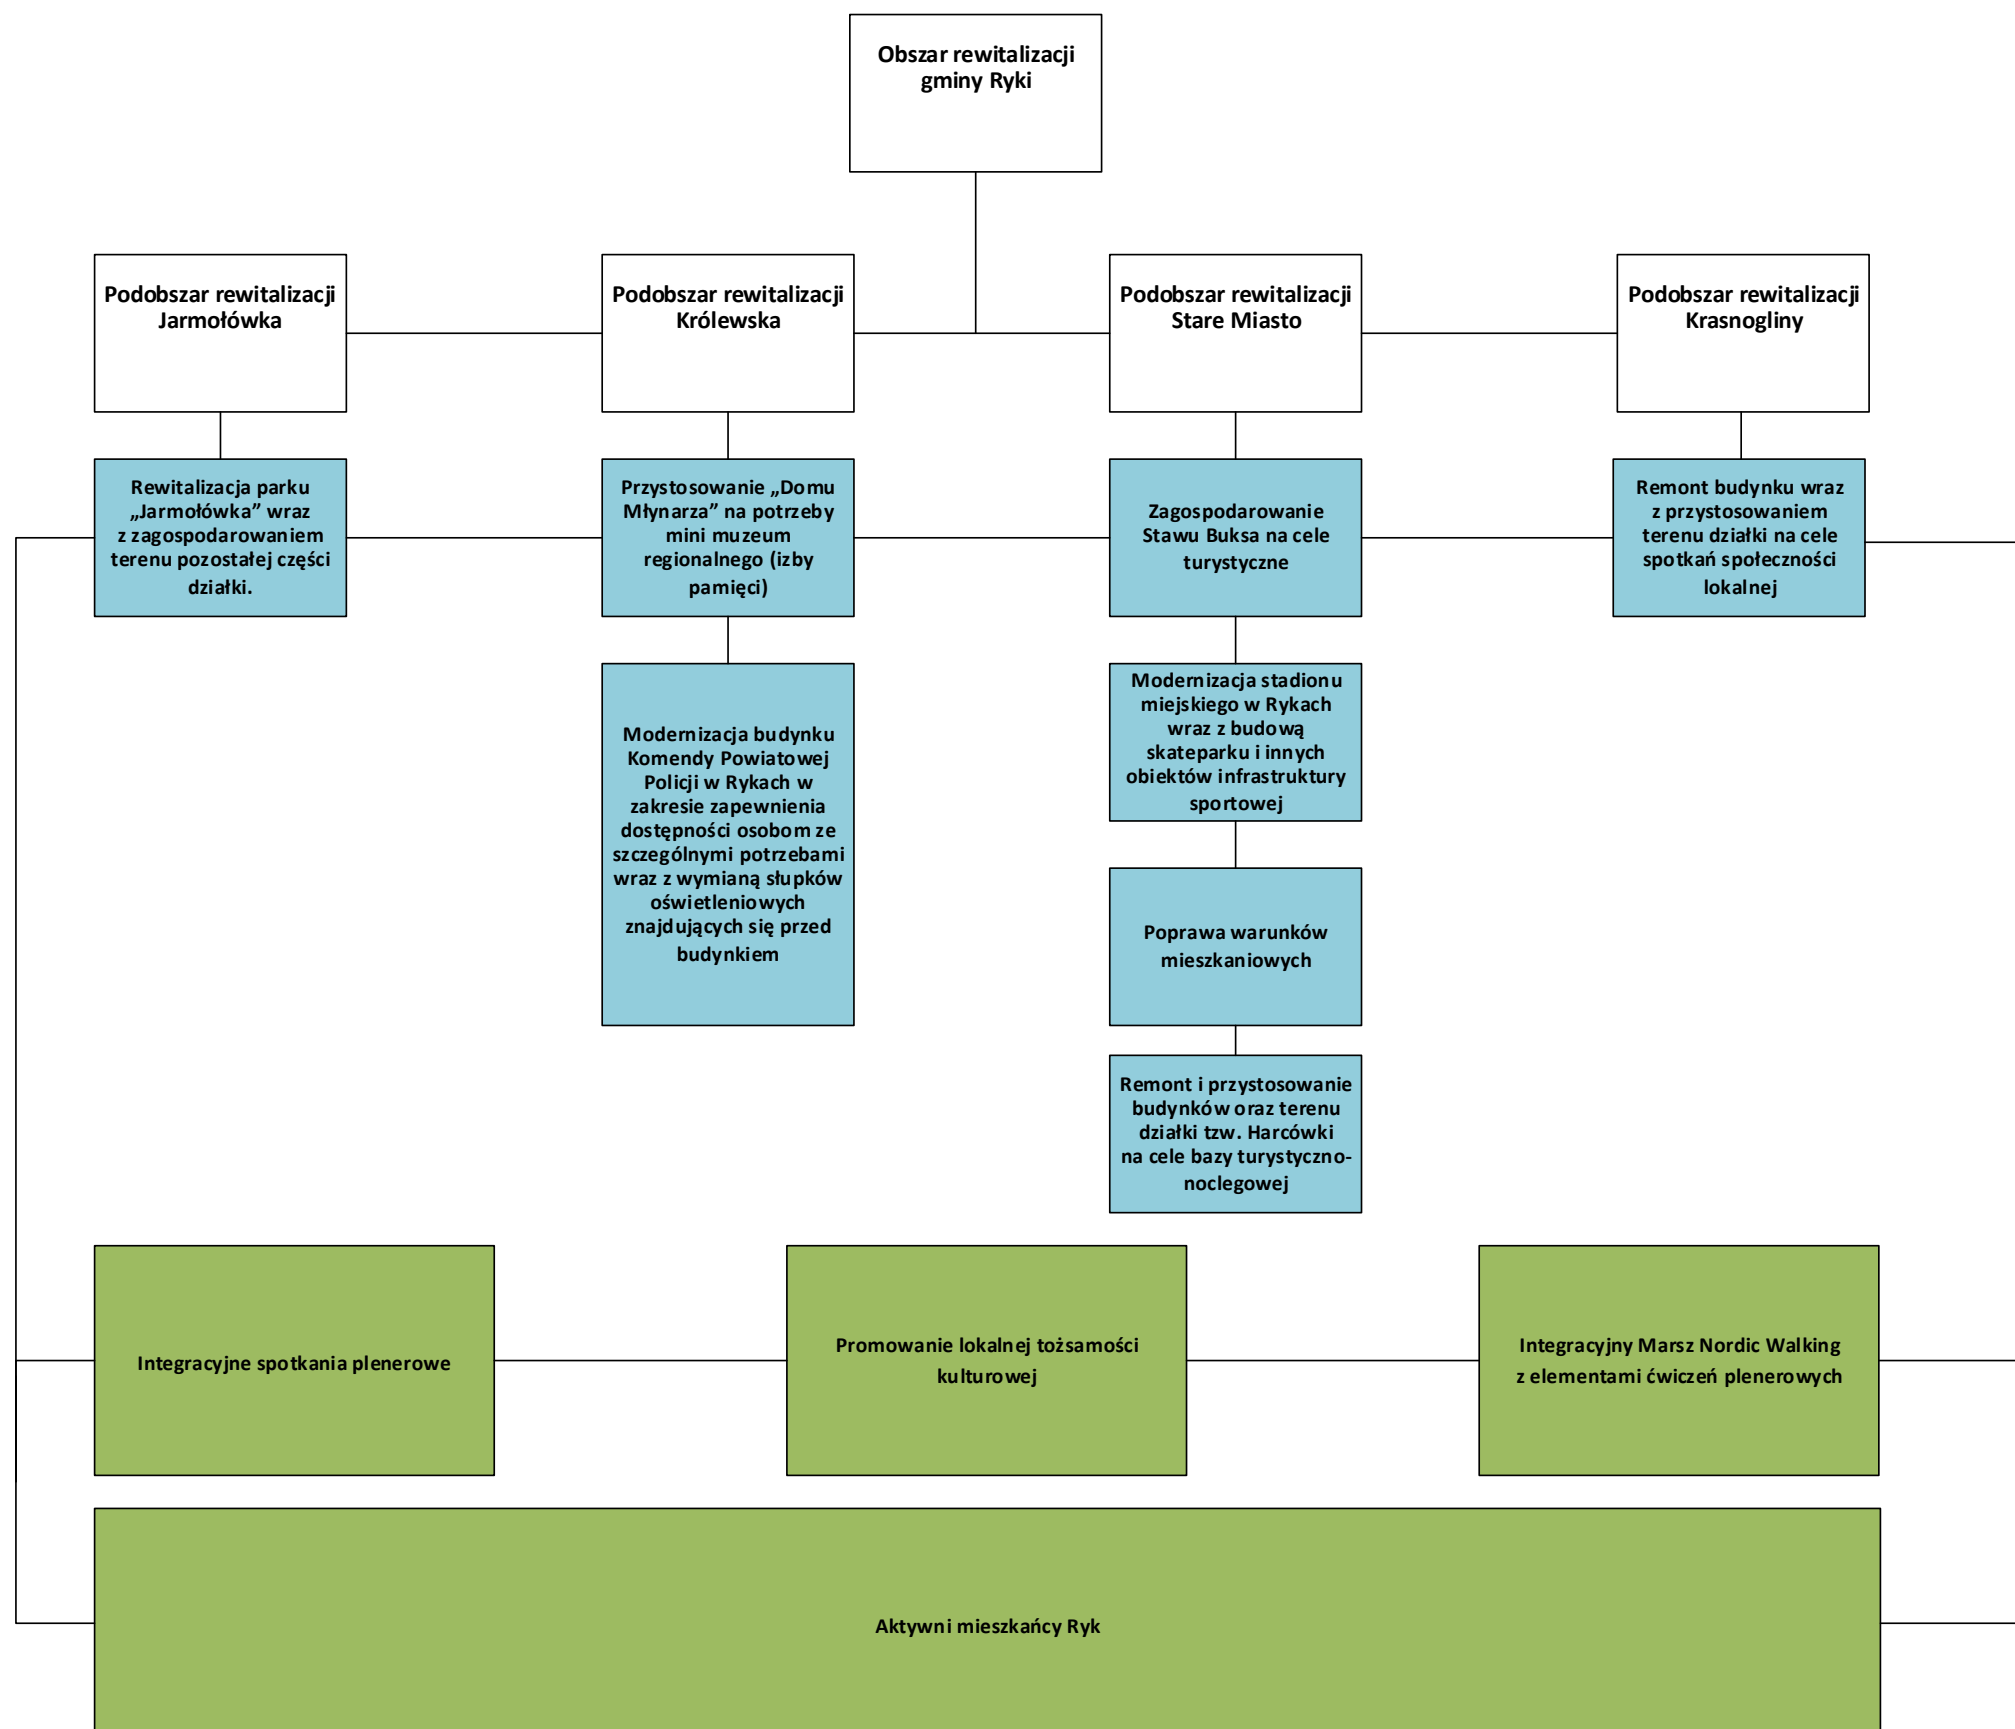 Obszar rewitalizacji
gminy Ryki
Podobszar rewitalizacji
Jarmołówka
Podobszar rewitalizacji
Królewska
Podobszar rewitalizacji
Stare Miasto
Podobszar rewitalizacji
Krasnogliny
Rewitalizacja parku
„Jarmołówka” wraz
z zagospodarowaniem
terenu pozostałej części
działki.
Przystosowanie „Domu
Młynarza” na potrzeby
mini muzeum
regionalnego (izby
pamięci)
Zagospodarowanie
Stawu Buksa na cele
turystyczne
Remont budynku wraz
z przystosowaniem
terenu działki na cele
spotkań społeczności
lokalnej
Modernizacja budynku
Komendy Powiatowej
Policji w Rykach w
zakresie zapewnienia
dostępności osobom ze
szczególnymi potrzebami
wraz z wymianą słupków
oświetleniowych
znajdujących się przed
budynkiem
Modernizacja stadionu
miejskiego w Rykach
wraz z budową
skateparku i innych
obiektów infrastruktury
sportowej
Poprawa warunków
mieszkaniowych
Remont i przystosowanie
budynków oraz terenu
działki tzw. Harcówki
na cele bazy turystyczno-
noclegowej
Integracyjne spotkania plenerowe
Promowanie lokalnej tożsamości
kulturowej
Integracyjny Marsz Nordic Walking
z elementami ćwiczeń plenerowych
Aktywni mieszkańcy Ryk